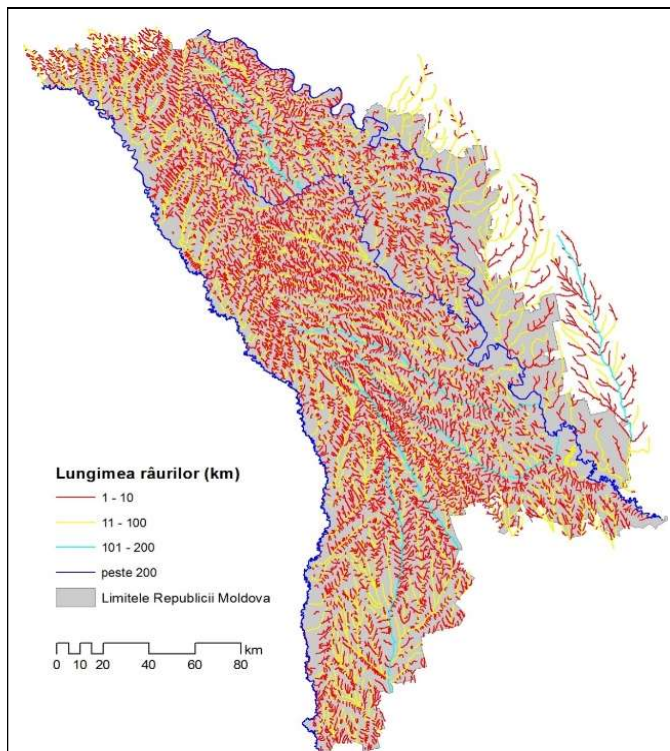 Lungimea râurilor (km)
1 - 10
11 - 100
101 - 200
peste 200
Limitele Republicii Moldova
km
0 5 10 20 40 60 80